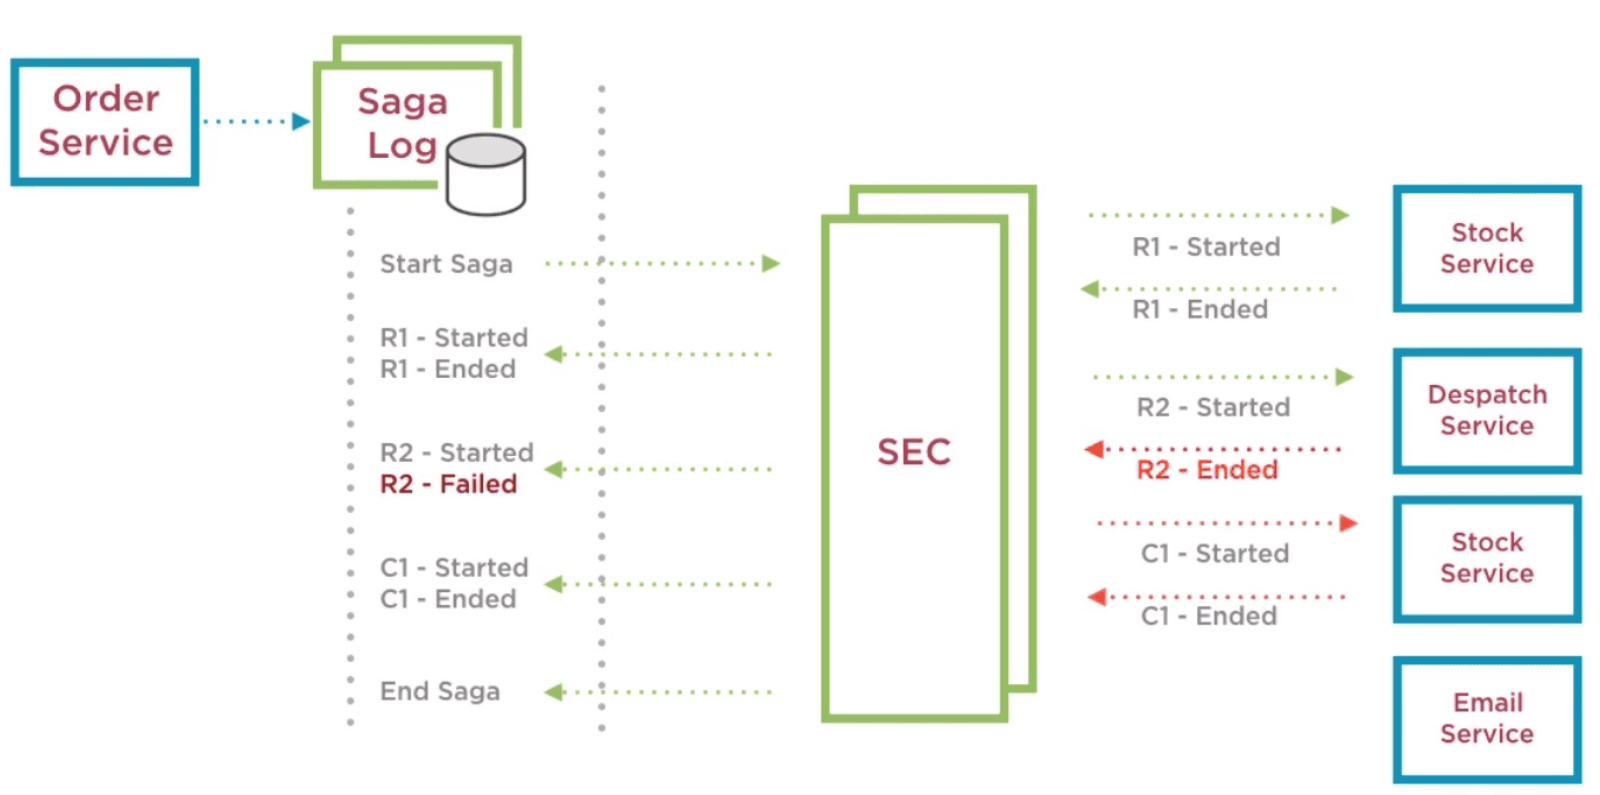 Order
Service
Saga
Log
Start Saga
R1 - Started
R1 - Ended
R2 - Started
R2 - Failed
C1 - Started
C1 - Ended
End Saga
SEC
R1 - Started
R1 - Ended
R2 - Started
R2 - Ended
C1 - Started
C1 - Ended
Stock
Service
Despatch
Service
Stock
Service
Email
Service